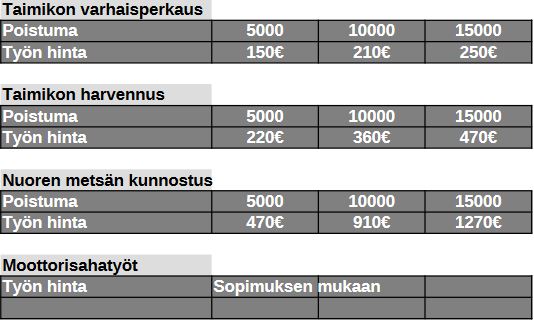 Taimikon varhaisperkaus
Poistuma 5000 10000 15000
Työn hinta 150€ 210€ 250€
Taimikon harvennus
Poistuma 5000 10000 15000
Työn hinta 220€ 360€ 470€
Nuoren metsän kunnostus
Poistuma 5000 10000 15000
Työn hinta 470€ 910€ 1270€
Moottorisahatyöt
Työn hinta Sopimuksen mukaan